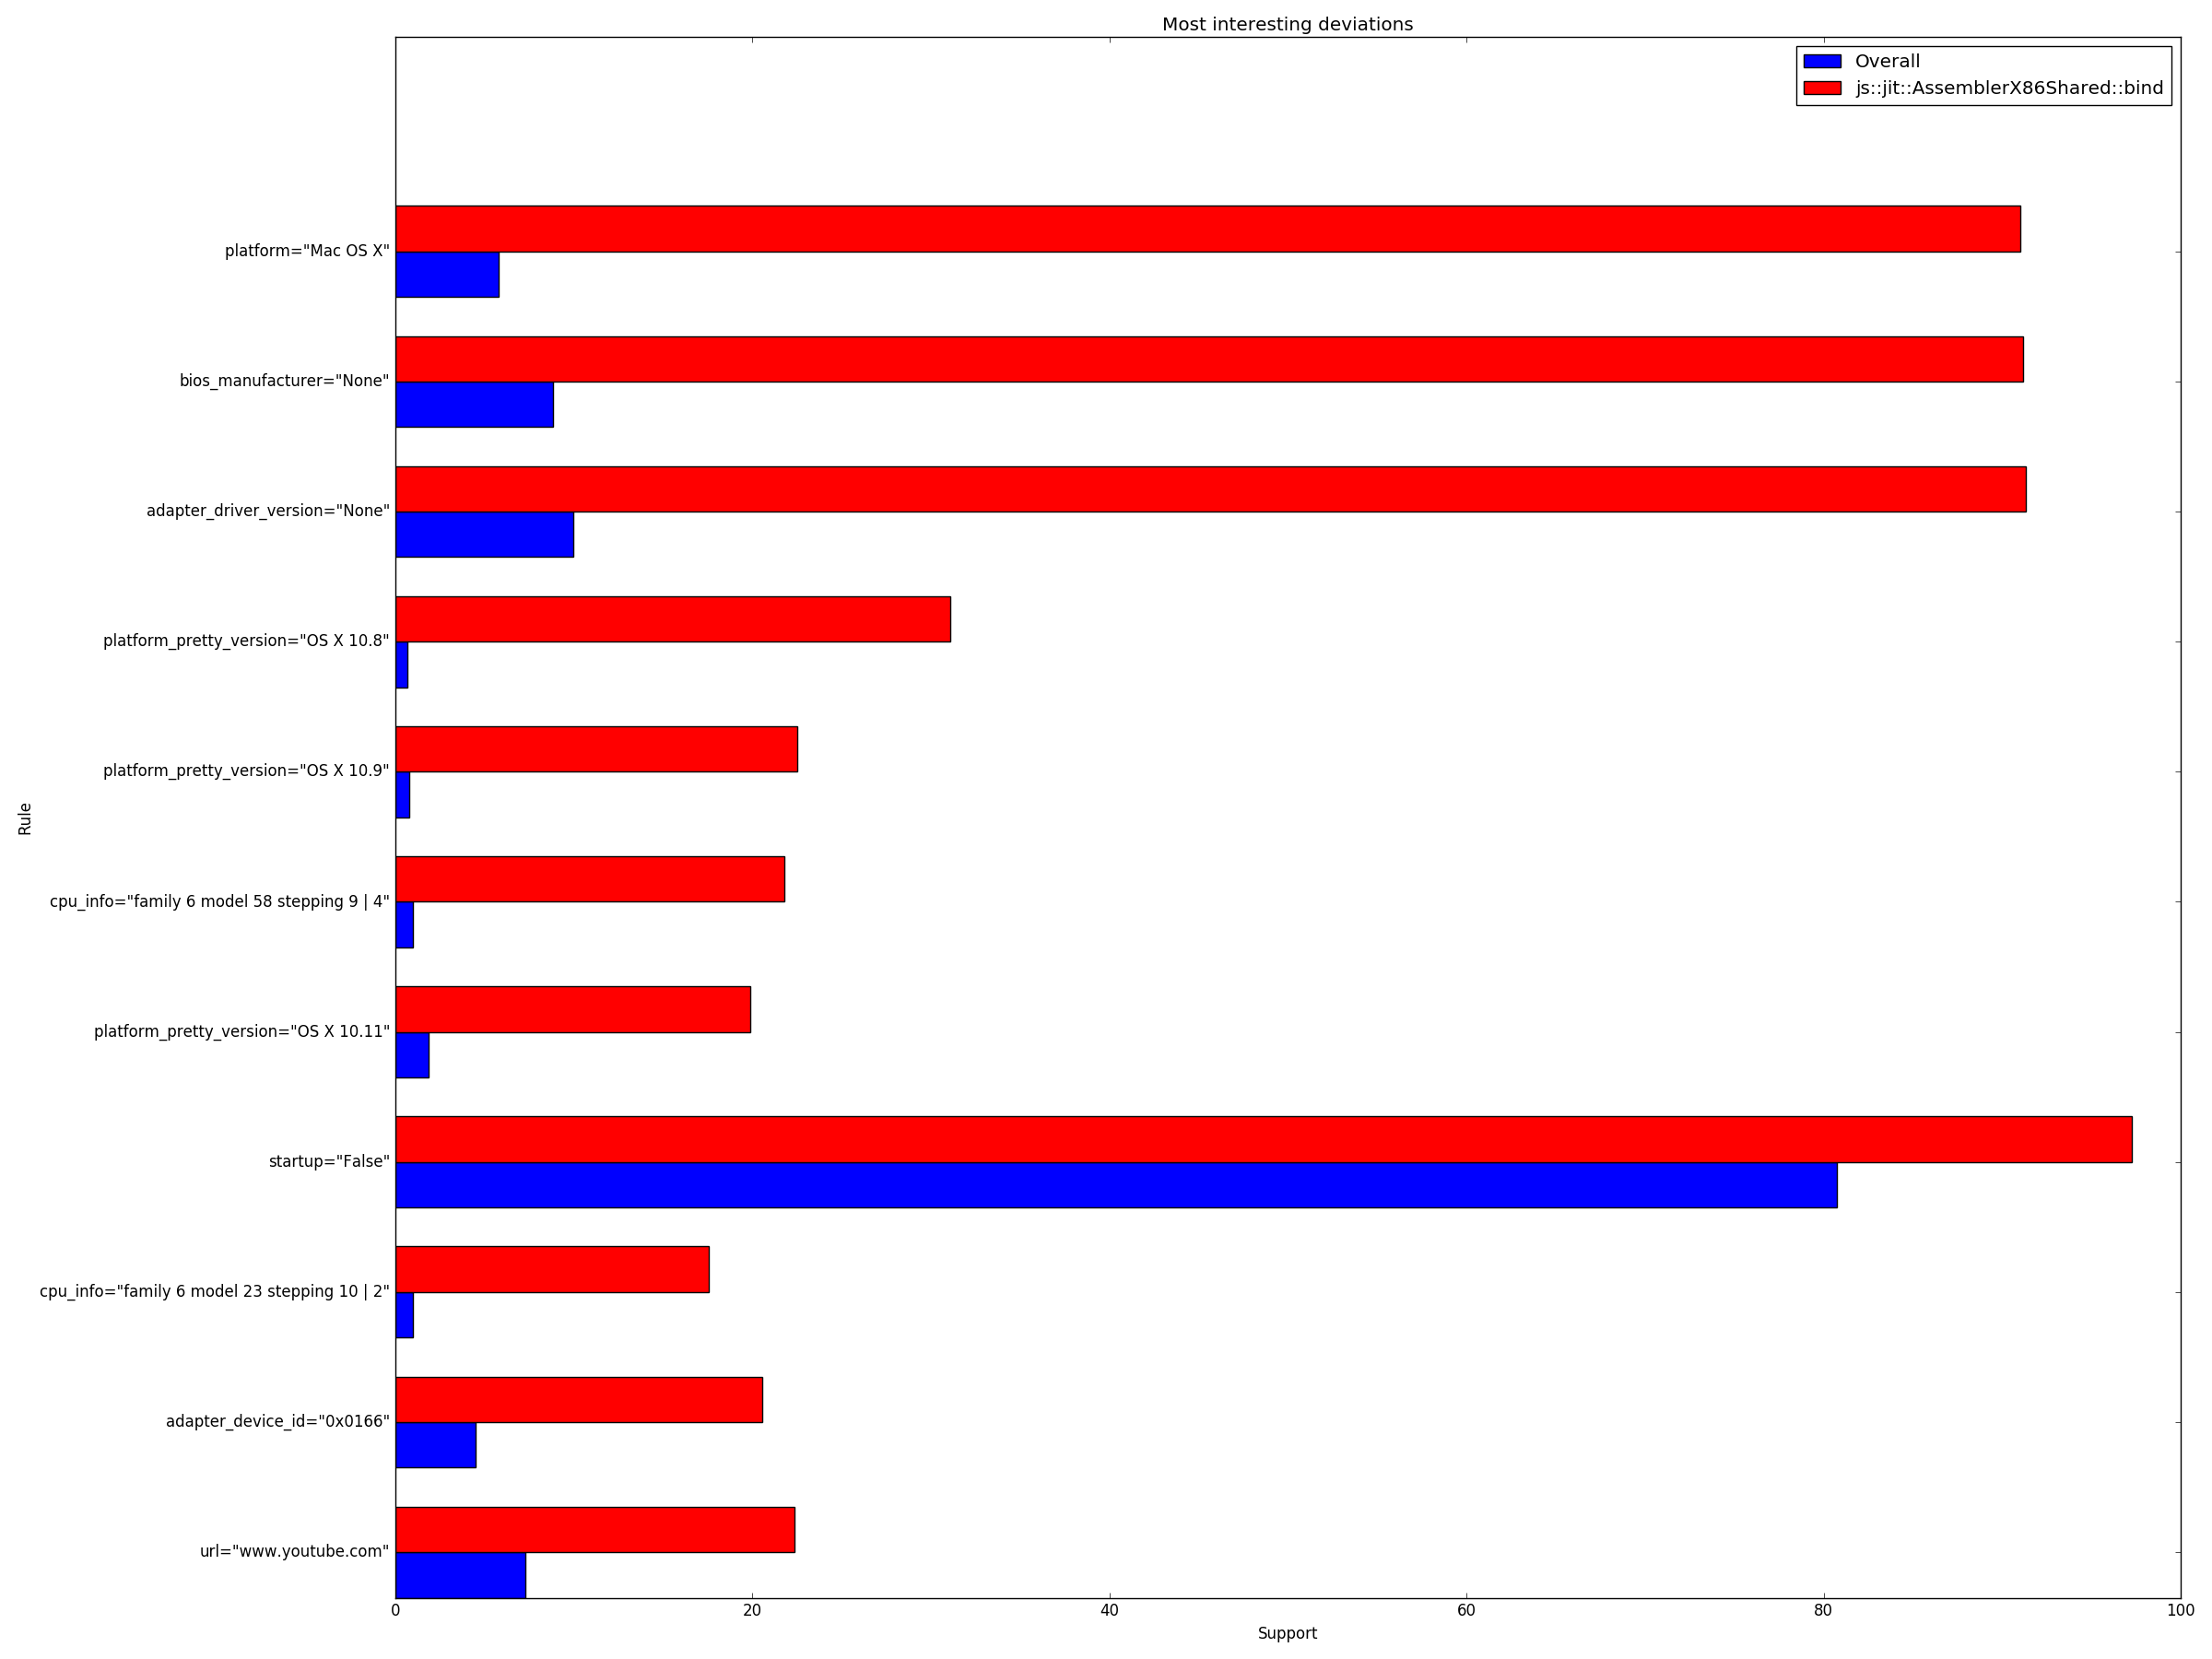 Most interesting deviations
Overall
js::jit::AssemblerX86Shared::bind
platform="Mac OS X"
bios_manufacturer="None"
adapter_driver_version="None"
platform_pretty_version="OS X 10.8"
platform_pretty_version="OS X 10.9"
Rule
cpu_info="family 6 model 58 stepping 9 | 4"
platform_pretty_version="OS X 10.11"
startup="False"
cpu_info="family 6 model 23 stepping 10 | 2"
adapter_device_id="0x0166"
url="www.youtube.com"
0 20 40 60 80 100
Support